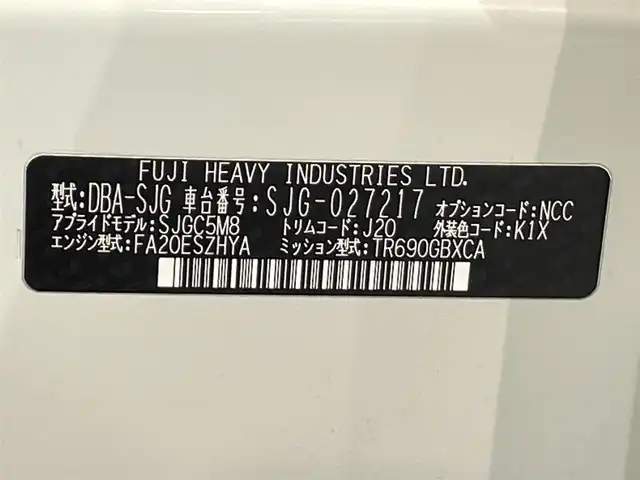 FUJI HEAVY INDUSTRIES LTD.
型式:DBA-SJG 車台番号:SJG-027217 オプションコード:NCC
アプライドモデル:SJGC5M8 トリムコード:J20 外装色コード:K1X
エンジン型式:FA20ESZHYA ミッション型式:TR690GBXCA